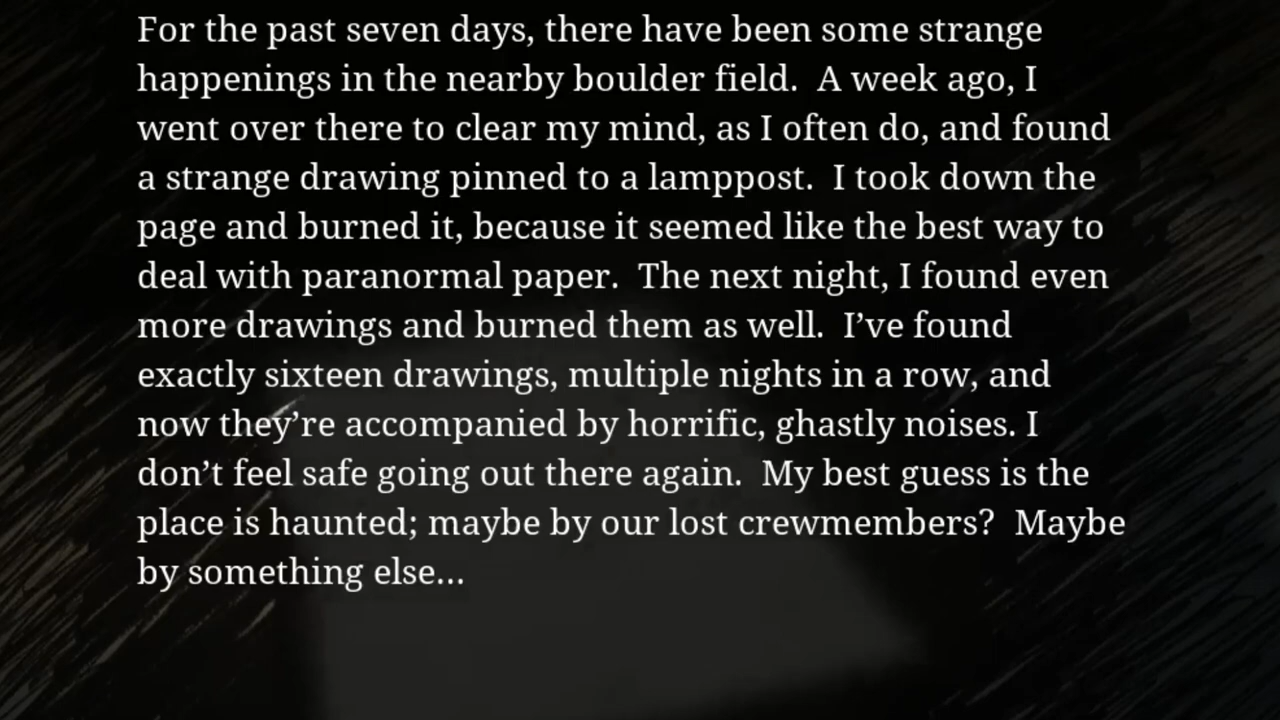 For the past seven days, there have been some strange
happenings in the nearby boulder field.  A week ago, I
went over there to clear my mind, as I often do, and found
a strange drawing pinned to a lamppost.  I took down the
page and burned it, because it seemed like the best way to
deal with paranormal paper.  The next night, I found even
more drawings and burned them as well.  I’ve found
exactly sixteen drawings, multiple nights in a row, and
now they’re accompanied by horrific, ghastly noises. I
don’t feel safe going out there again.  My best guess is the
place is haunted; maybe by our lost crewmembers?  Maybe
by something else...